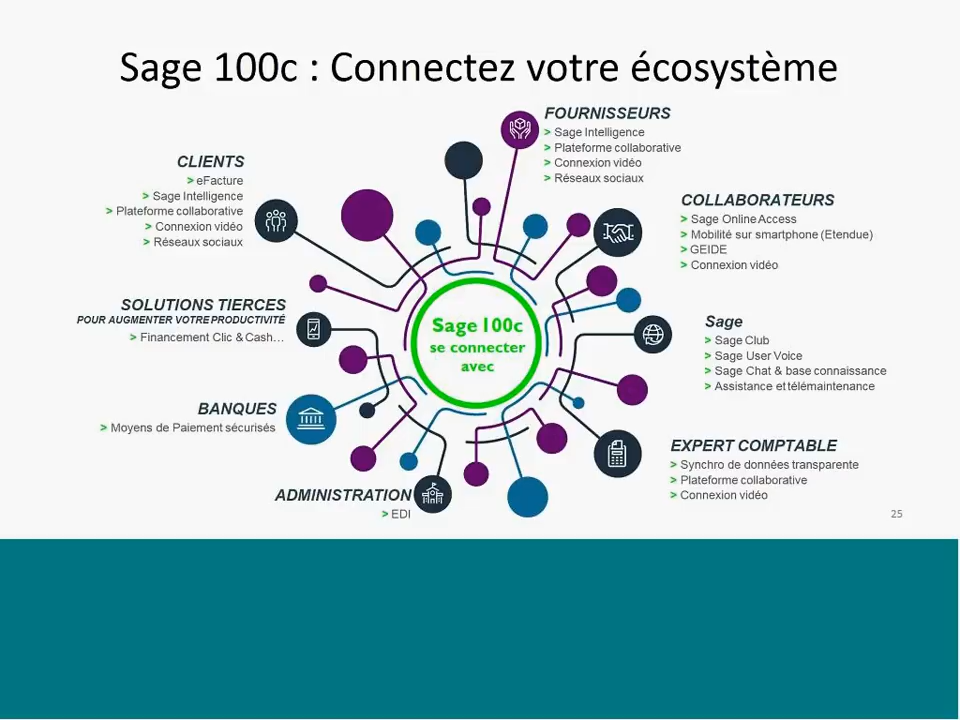 Sage 100c : Connectez votre écosystème
FOURNISSEURS
> Sage Intelligence
> Plateforme collaborative
> Connexion vidéo
> Réseaux sociaux
CLIENTS
> eFacture
> Sage Intelligence
> Plateforme collaborative
> Connexion vidéo
> Réseaux sociaux
COLLABORATEURS
> Sage Online Access
> Mobilité sur smartphone (Etendue)
> GEIDE
> Connexion vidéo
SOLUTIONS TIERCES
POUR AUGMENTER VOTRE PRODUCTIVITÉ
> Financement Clic & Cash…
Sage 100c
se connecter
avec
Sage
> Sage Club
> Sage User Voice
> Sage Chat & base connaissance
> Assistance et télémaintenance
BANQUES
> Moyens de Paiement sécurisés
EXPERT COMPTABLE
> Synchro de données transparente
> Plateforme collaborative
> Connexion vidéo
ADMINISTRATION
> EDI
25